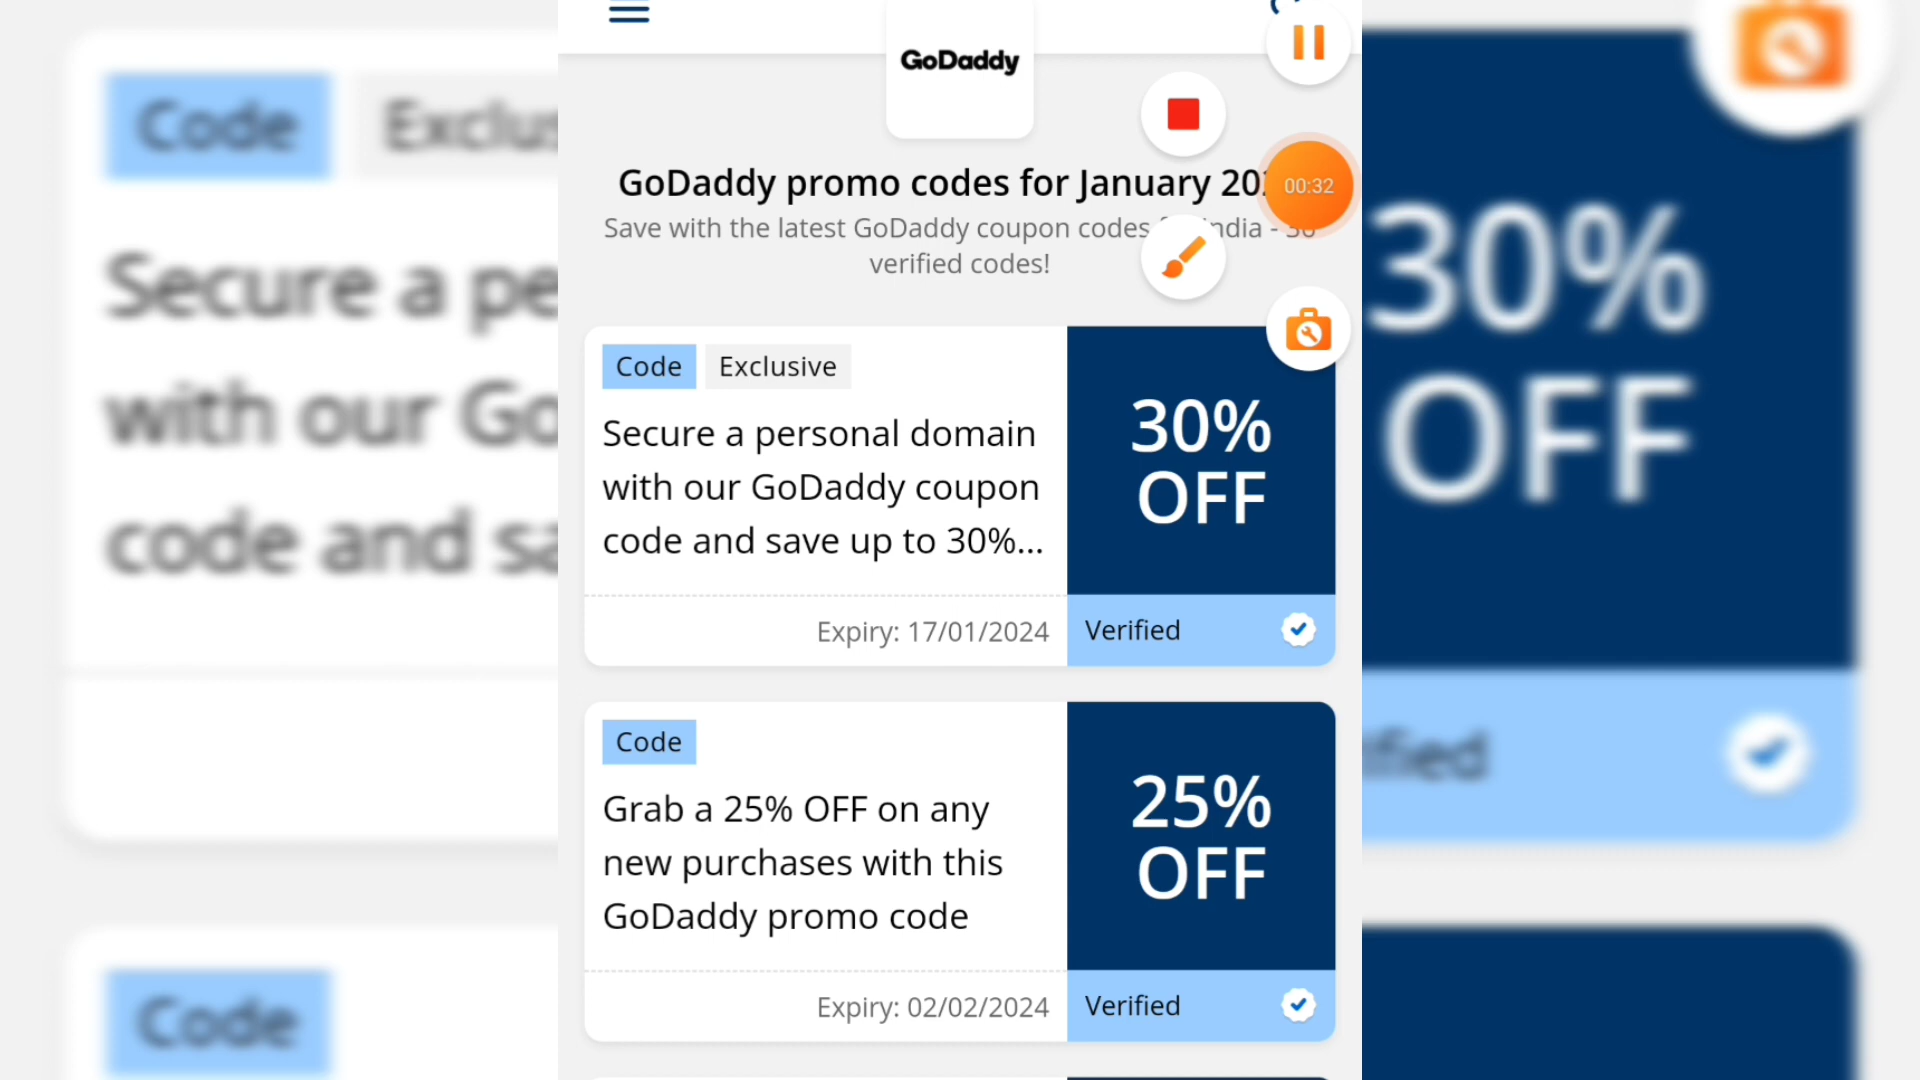 GoDaddy
GoDaddy promo codes for January
00:32
Save with the latest GoDaddy coupon codes - 30
verified codes!
Code Exclusive
Secure a personal domain
with our GoDaddy coupon
code and save up to 30%...
30%
OFF
Expiry: 17/01/2024
Verified
Code
Grab a 25% OFF on any
new purchases with this
GoDaddy promo code
25%
OFF
Expiry: 02/02/2024
Verified